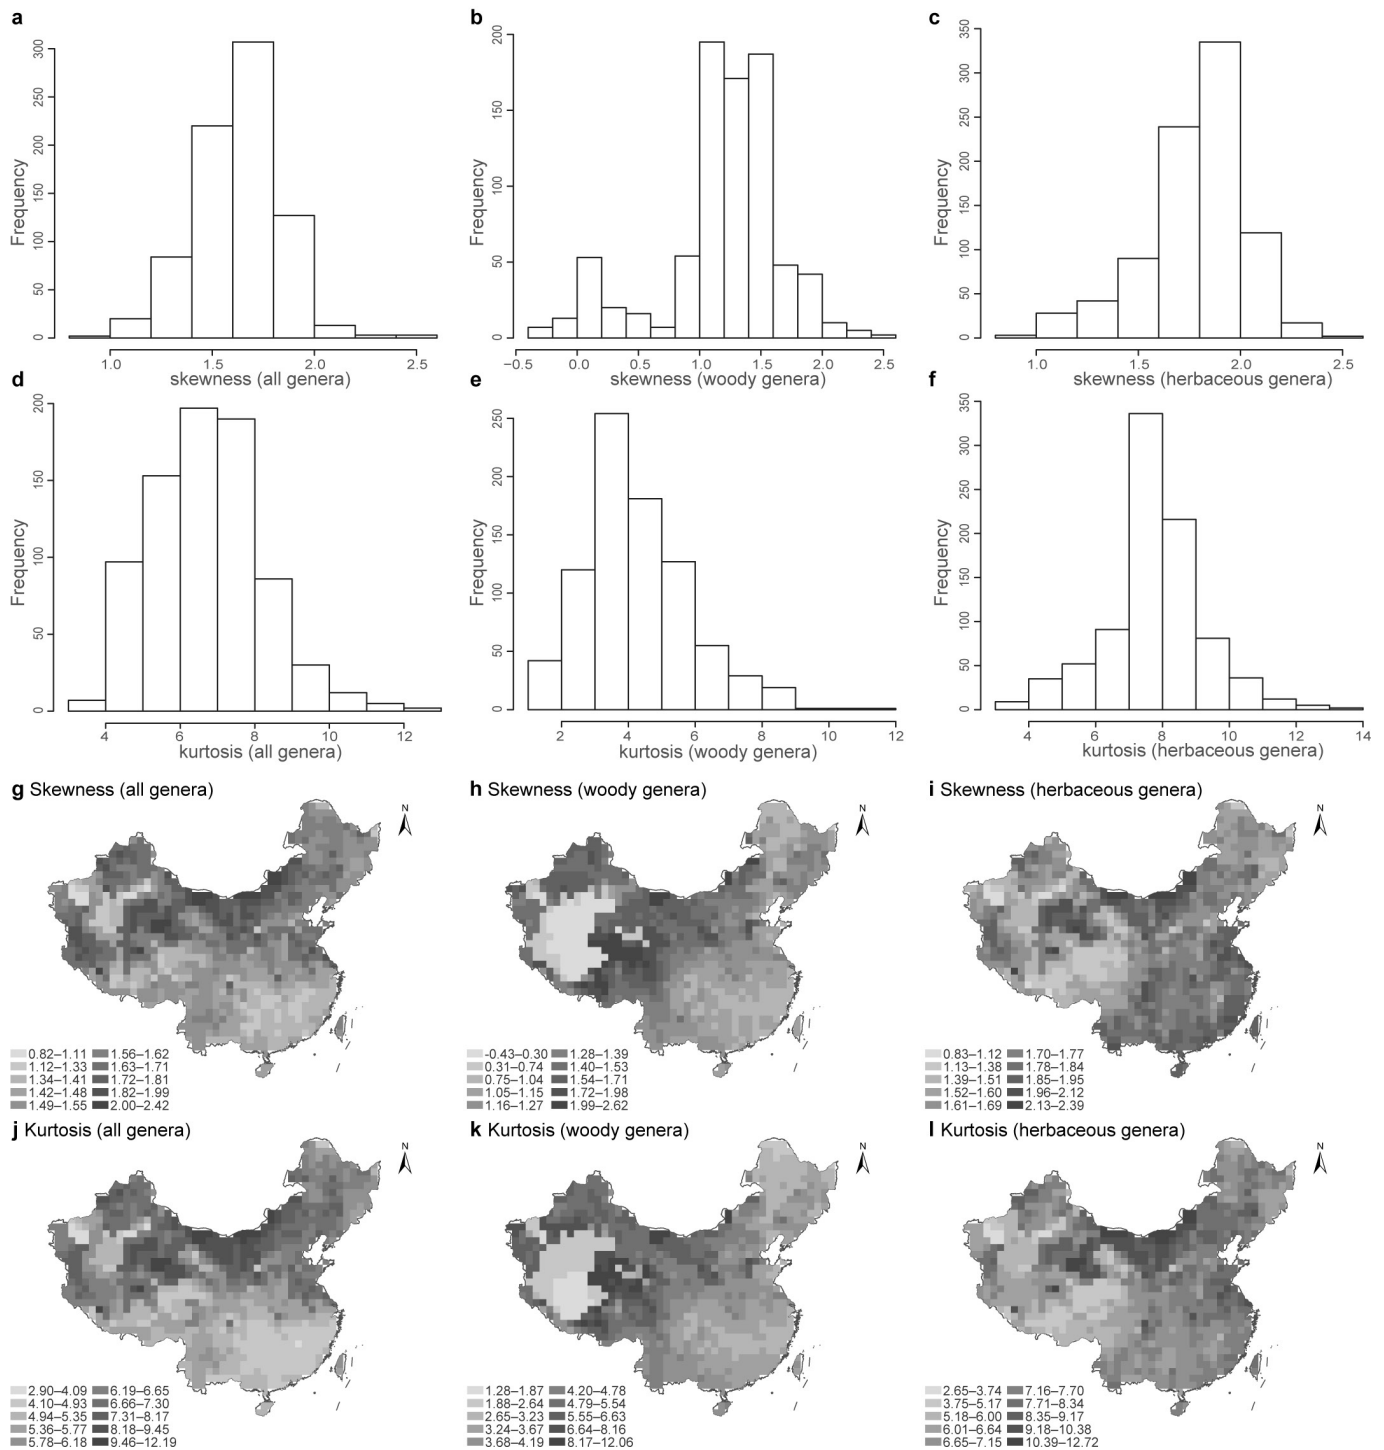 a
b
c
Frequency
0 50 100 150 200 250 300
1.0 1.5 2.0 2.5
skewness (all genera)
Frequency
0 50 100 150 200
−0.5 0.0 0.5 1.0 1.5 2.0 2.5
skewness (woody genera)
Frequency
0 50 100 150 200 250 300 350
1.0 1.5 2.0 2.5
skewness (herbaceous genera)
d
e
f
Frequency
0 50 100 150 200
4 6 8 10 12
kurtosis (all genera)
Frequency
0 50 100 150 200 250
2 4 6 8 10 12
kurtosis (woody genera)
Frequency
0 50 100 150 200 250 300 350
4 6 8 10 12 14
kurtosis (herbaceous genera)
g Skewness (all genera)
N
0.82–1.11 1.56–1.62
1.12–1.33 1.63–1.71
1.34–1.41 1.72–1.81
1.42–1.48 1.82–1.99
1.49–1.55 2.00–2.42
h Skewness (woody genera)
N
-0.43–0.30 1.28–1.39
0.31–0.74 1.40–1.53
0.75–1.04 1.54–1.71
1.05–1.15 1.72–1.98
1.16–1.27 1.99–2.62
i Skewness (herbaceous genera)
N
0.83–1.12 1.70–1.77
1.13–1.38 1.78–1.84
1.39–1.51 1.85–1.95
1.52–1.60 1.96–2.12
1.61–1.69 2.13–2.39
j Kurtosis (all genera)
N
2.90–4.09 6.19–6.65
4.10–4.93 6.66–7.30
4.94–5.35 7.31–8.17
5.36–5.77 8.18–9.45
5.78–6.18 9.46–12.19
k Kurtosis (woody genera)
N
1.28–1.87 4.20–4.78
1.88–2.64 4.79–5.54
2.65–3.23 5.55–6.63
3.24–3.67 6.64–8.16
3.68–4.19 8.17–12.06
l Kurtosis (herbaceous genera)
N
2.65–3.74 7.16–7.70
3.75–5.17 7.71–8.34
5.18–6.00 8.35–9.17
6.01–6.64 9.18–10.38
6.65–7.15 10.39–12.72